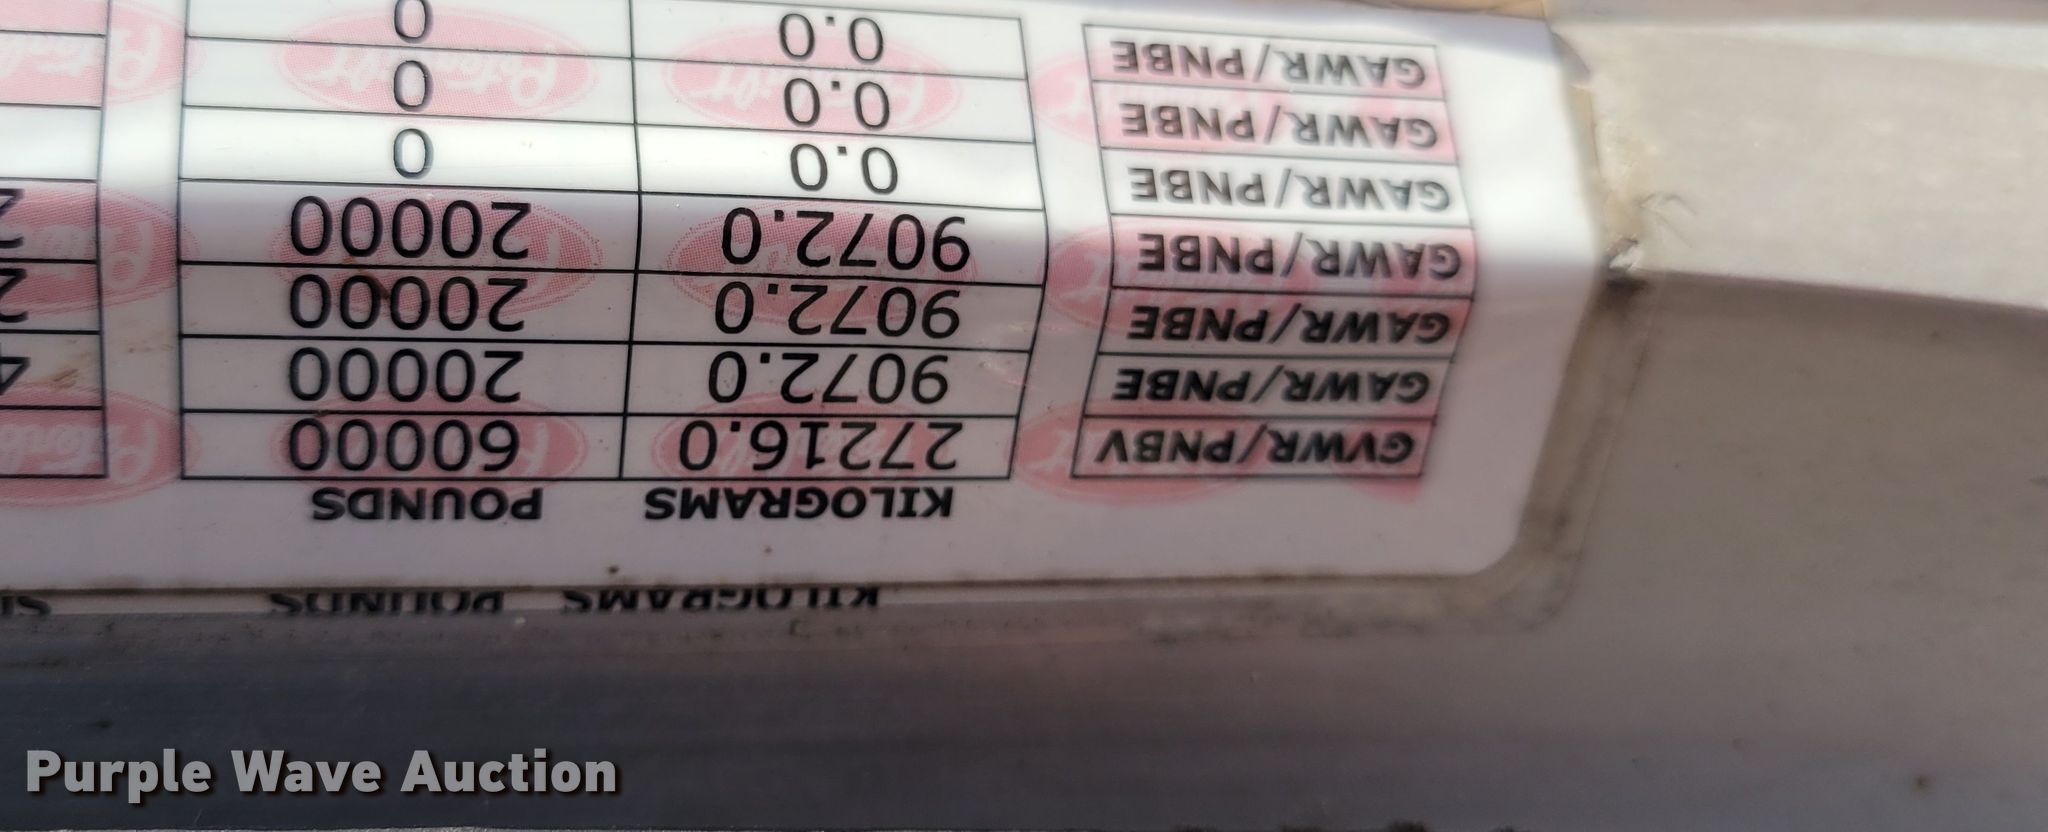 KILOGRAMS POUNDS
KILOGRAMS POUNDS
GVWR/PNBV 27216.0 60000
GAWR/PNBE 9072.0 20000
GAWR/PNBE 9072.0 20000
GAWR/PNBE 9072.0 20000
GAWR/PNBE 0.0 0
GAWR/PNBE 0.0 0
GAWR/PNBE 0.0 0
Purple Wave Auction